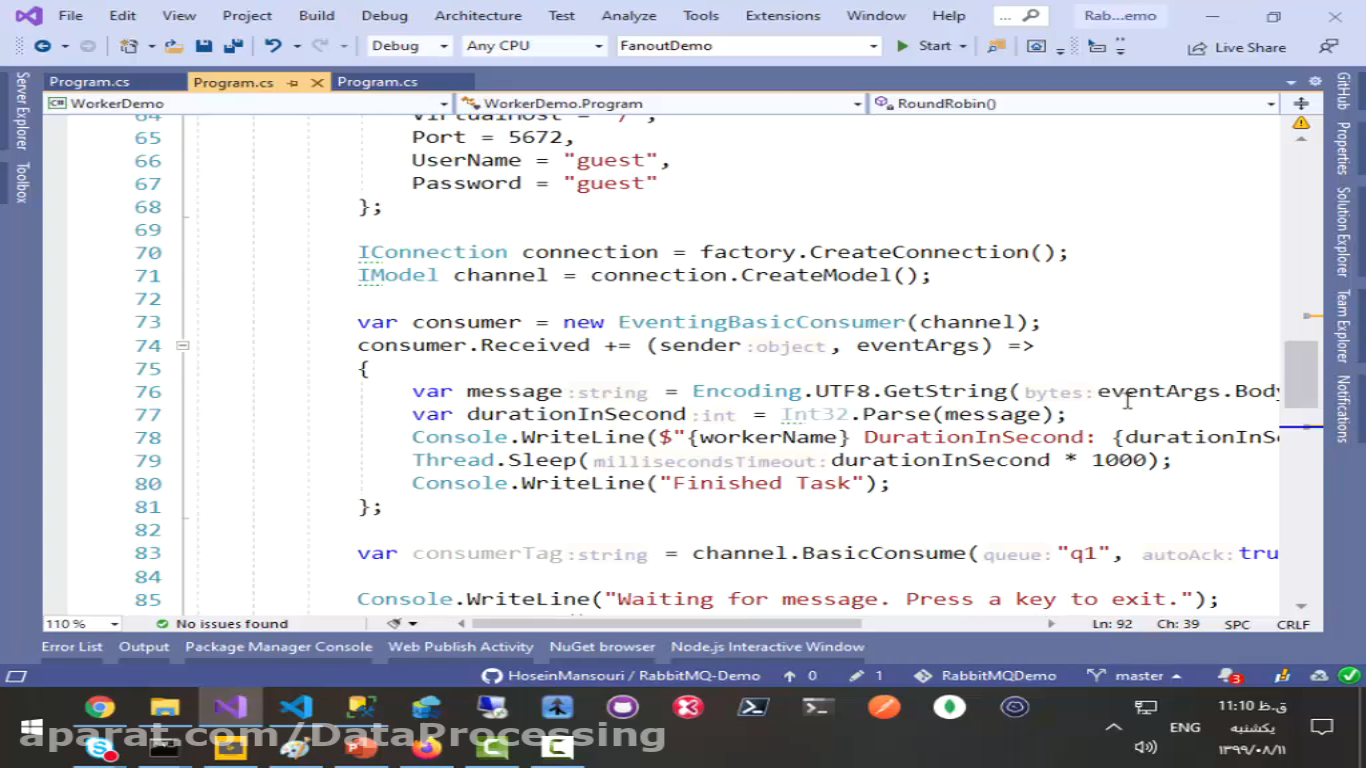 File Edit View Project Build Debug Architecture Test Analyze Tools Extensions Window Help ... Rab...emo
Debug Any CPU FanoutDemo Start Live Share
Program.cs Program.cs Program.cs
WorkerDemo WorkerDemo.Program RoundRobin()
Server Explorer
Toolbox
64 VirtualHost = "/",
65 Port = 5672,
66 UserName = "guest",
67 Password = "guest"
68 };
69
70 IConnection connection = factory.CreateConnection();
71 IModel channel = connection.CreateModel();
72
73 var consumer = new EventingBasicConsumer(channel);
74 consumer.Received += (sender:object, eventArgs) =>
75 {
76 var message:string = Encoding.UTF8.GetString(bytes:eventArgs.Body
77 var durationInSecond:int = Int32.Parse(message);
78 Console.WriteLine($"{workerName} DurationInSecond: {durationInSe
79 Thread.Sleep(millisecondsTimeout:durationInSecond * 1000);
80 Console.WriteLine("Finished Task");
81 };
82
83 var consumerTag:string = channel.BasicConsume(queue:"q1", autoAck:tru
84
85 Console.WriteLine("Waiting for message. Press a key to exit.");
GitHub
Properties
Solution Explorer
Team Explorer
Notifications
110 % No issues found Ln: 92 Ch: 39 SPC CRLF
Error List Output Package Manager Console Web Publish Activity NuGet browser Node.js Interactive Window
HoseinMansouri / RabbitMQ-Demo 0 1 RabbitMQDemo master 3
ENG
11:10 ق.ظ
یکشنبه
۱۳۹۹/۰۸/۱۱
aparat.com/DataProcessing